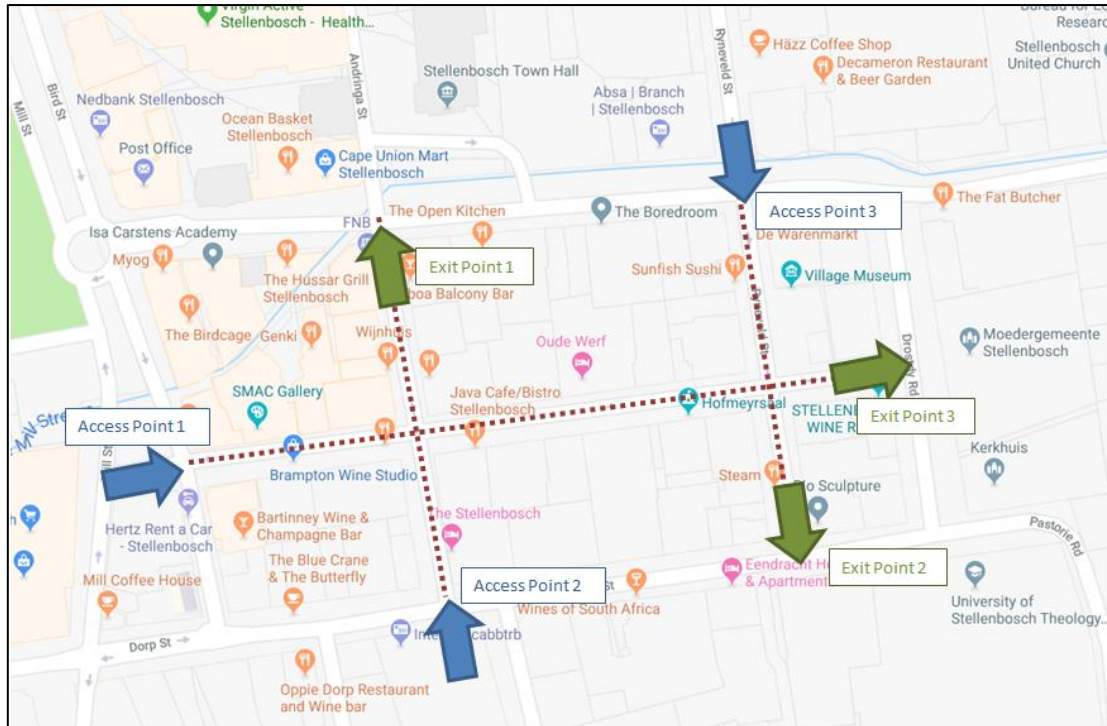 Virgin Active
Stellenbosch - Health...
Andringa St
Bird St
Mill St
Nedbank Stellenbosch
Post Office
Ocean Basket
Stellenbosch
Cape Union Mart
Stellenbosch
Stellenbosch Town Hall
Absa | Branch
| Stellenbosch
Ryneveld St
Häzz Coffee Shop
Decameron Restaurant
& Beer Garden
Research
Stellenbosch
United Church
Isa Carstens Academy
Myog
FNB
The Open Kitchen
The Boredroom
Access Point 3
The Fat Butcher
De Warenmarkt
Exit Point 1
Balcony Bar
The Hussar Grill
Stellenbosch
The Birdcage
Genki
Wijnhuis
Sunfish Sushi
Village Museum
Ryneveld St
Drostdy Rd
Moedergemeente
Stellenbosch
Oude Werf
SMAC Gallery
Java Cafe/Bistro
Stellenbosch
Hofmeyrsaal
Exit Point 3
WINE
Access Point 1
Brampton Wine Studio
Kerkhuis
Steam
Sculpture
Hertz Rent a Car
- Stellenbosch
Bartinney Wine &
Champagne Bar
The Stellenbosch
The Blue Crane
& The Butterfly
Mill Coffee House
Access Point 2
Wines of South Africa
Eendracht
& Apartment
Exit Point 2
Pastorie Rd
University of
Stellenbosch Theology...
Dorp St
Oppie Dorp Restaurant
and Wine bar